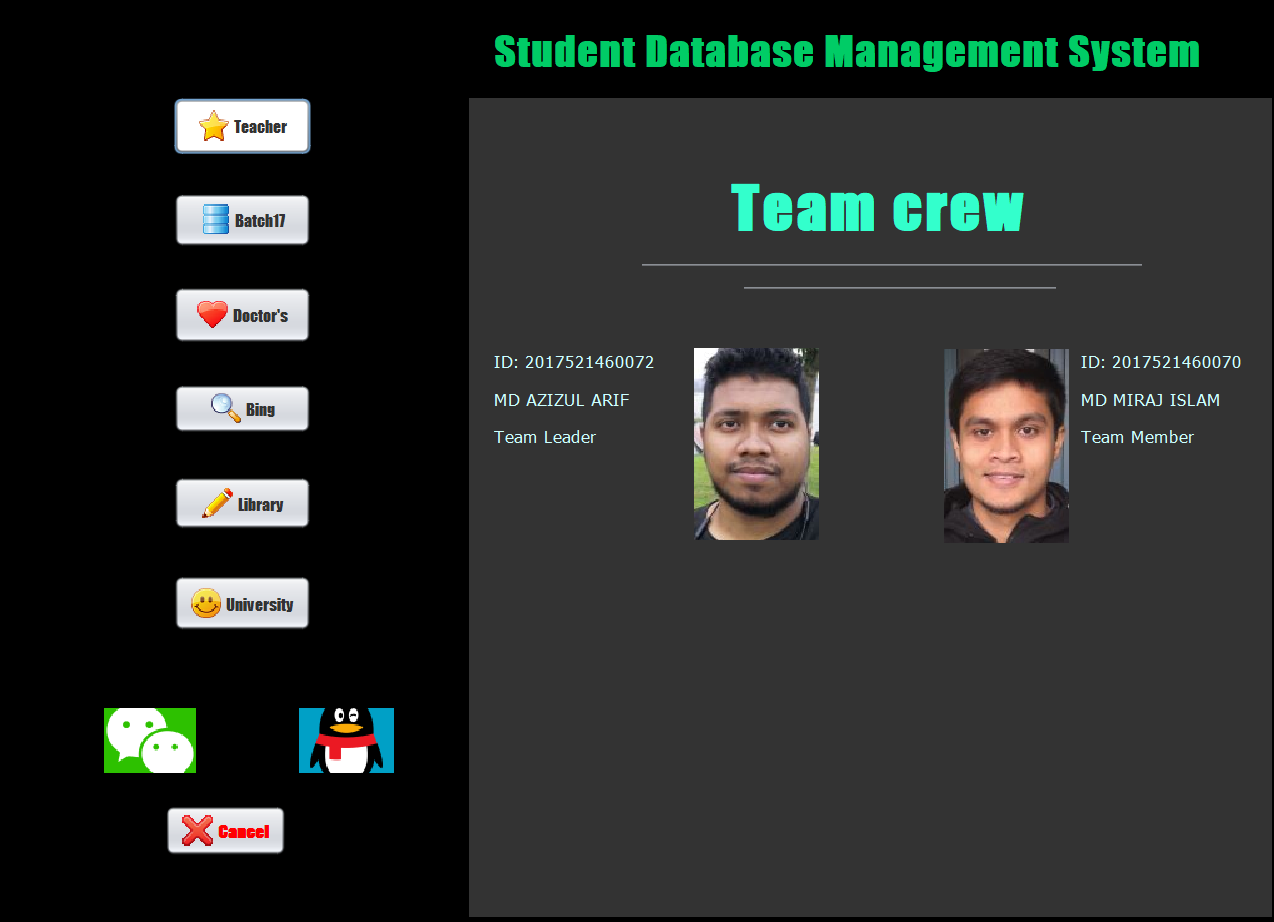 Student Database Management System
Teacher
Batch17
Doctor's
Bing
Library
University
Cancel
Team crew
ID: 2017521460072
MD AZIZUL ARIF
Team Leader
ID: 2017521460070
MD MIRAJ ISLAM
Team Member